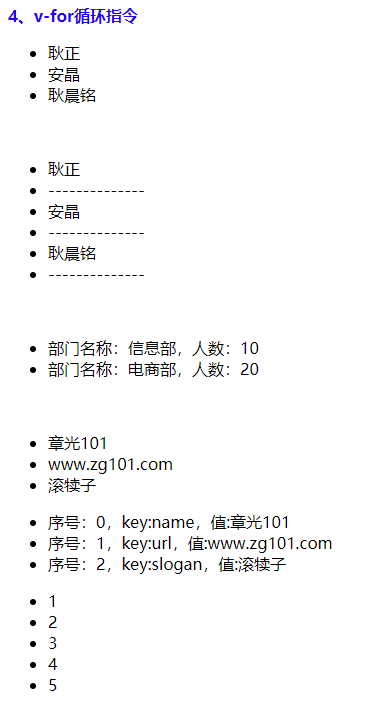 4、v-for循环指令
耿正
安晶
耿晨铭
耿正
--------------
安晶
--------------
耿晨铭
--------------
部门名称：信息部，人数：10
部门名称：电商部，人数：20
章光101
www.zg101.com
滚犊子
序号：0，key:name，值:章光101
序号：1，key:url，值:www.zg101.com
序号：2，key:slogan，值:滚犊子
1
2
3
4
5